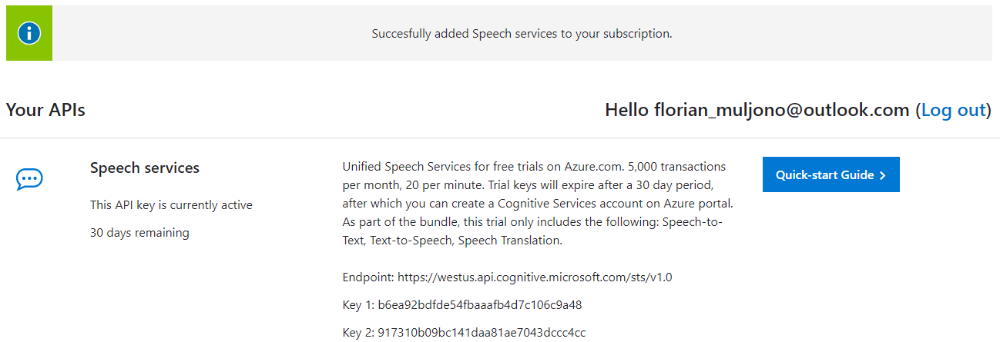 Succesfully added Speech services to your subscription.
Your APIs
Hello florian_muljono@outlook.com (Log out)
Speech services
This API key is currently active
30 days remaining
Unified Speech Services for free trials on Azure.com. 5,000 transactions
per month, 20 per minute. Trial keys will expire after a 30 day period,
after which you can create a Cognitive Services account on Azure portal.
As part of the bundle, this trial only includes the following: Speech-to-
Text, Text-to-Speech, Speech Translation.
Endpoint: https://westus.api.cognitive.microsoft.com/sts/v1.0
Key 1: b6ea92bdfde54fbaaafb4d7c106c9a48
Key 2: 917310b09bc141daa81ae7043dccc4cc
Quick-start Guide